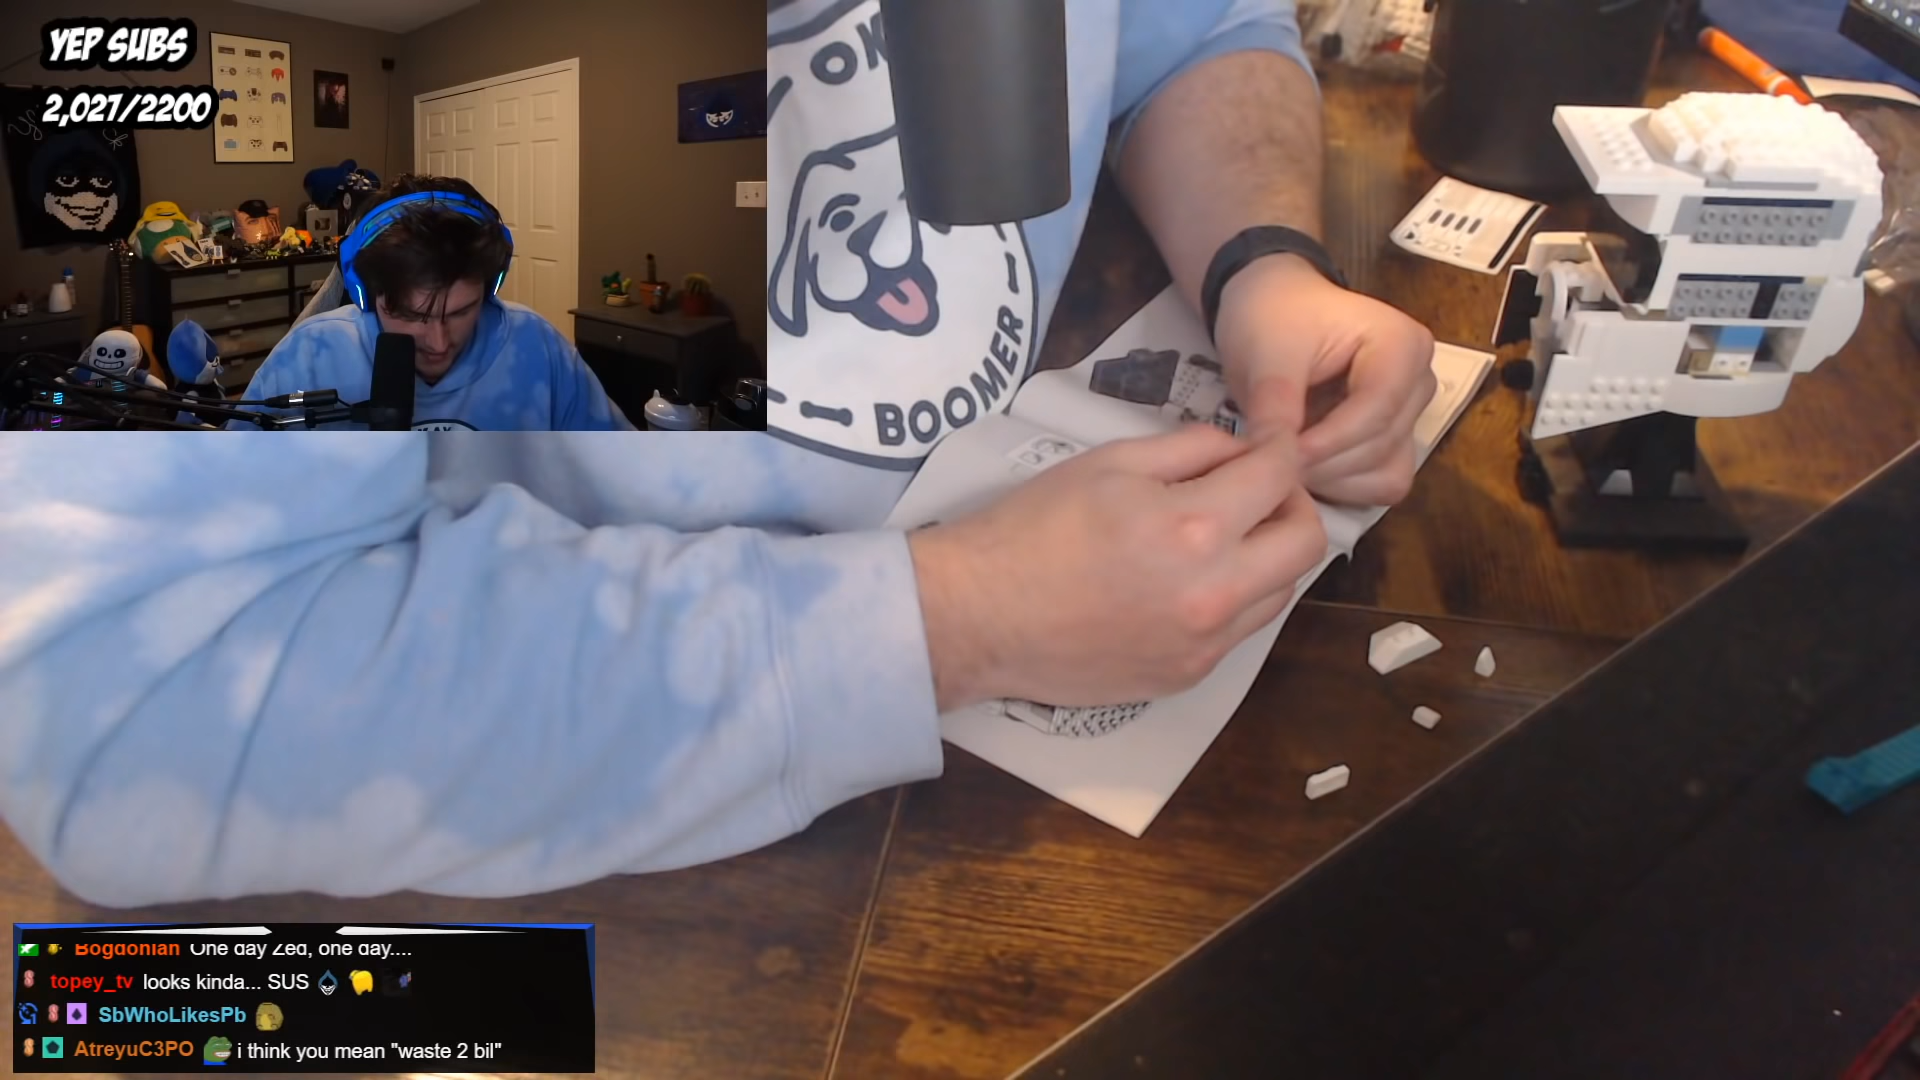 YEP SUBS
2,027/2200
OK
BOOMER
Bogdonian One day Zed, one day....
topey_tv looks kinda... SUS
SbWhoLikesPb
AtreyuC3PO i think you mean "waste 2 bil"